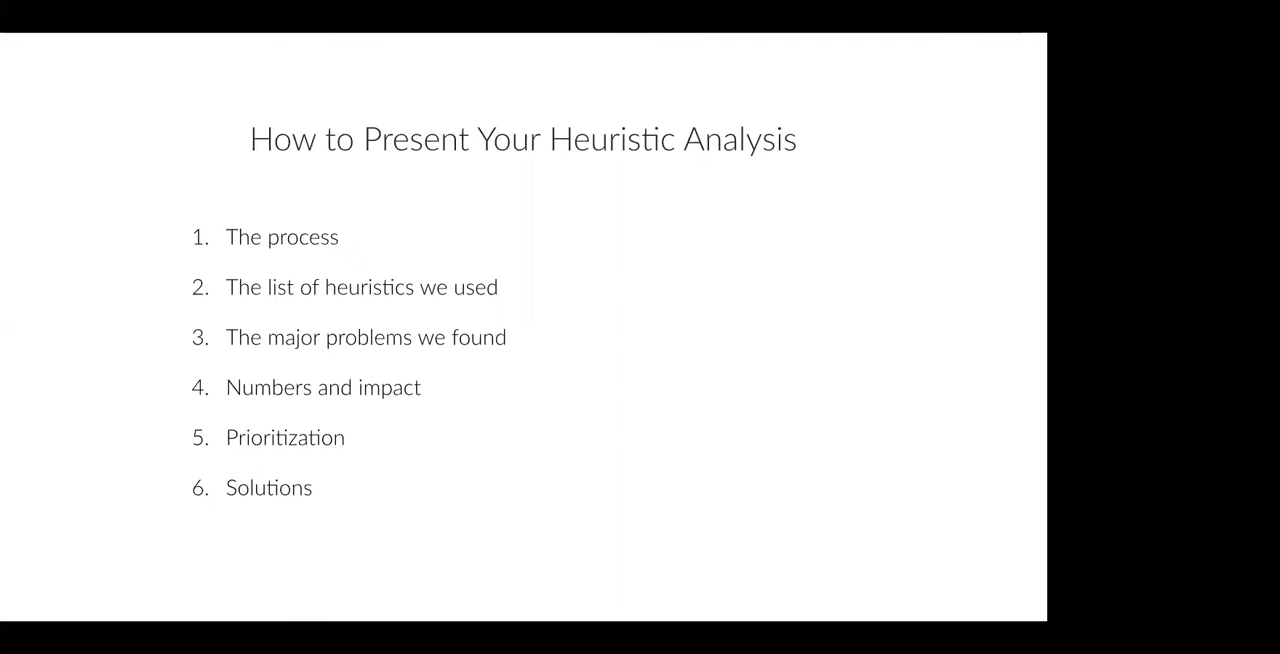 How to Present Your Heuristic Analysis
1. The process
2. The list of heuristics we used
3. The major problems we found
4. Numbers and impact
5. Prioritization
6. Solutions